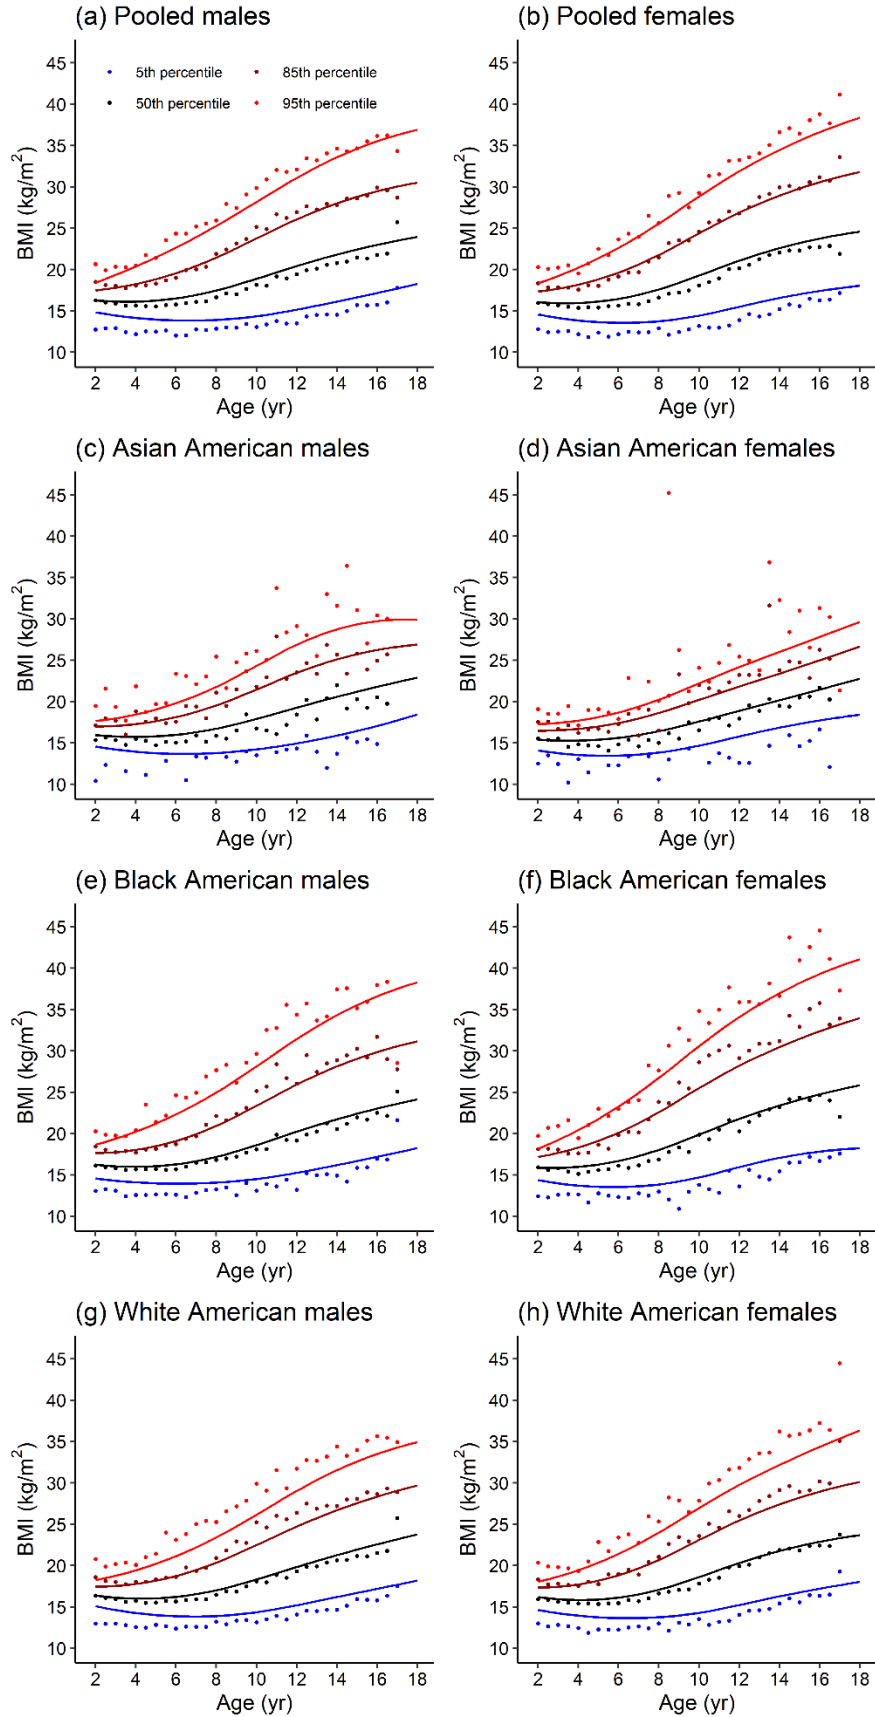 (a) Pooled males
(b) Pooled females
BMI (kg/m²)
45
40
35
30
25
20
15
10
5th percentile
85th percentile
50th percentile
95th percentile
2 4 6 8 10 12 14 16 18
Age (yr)
BMI (kg/m²)
45
40
35
30
25
20
15
10
2 4 6 8 10 12 14 16 18
Age (yr)
(c) Asian American males
(d) Asian American females
BMI (kg/m²)
45
40
35
30
25
20
15
10
2 4 6 8 10 12 14 16 18
Age (yr)
BMI (kg/m²)
45
40
35
30
25
20
15
10
2 4 6 8 10 12 14 16 18
Age (yr)
(e) Black American males
(f) Black American females
BMI (kg/m²)
45
40
35
30
25
20
15
10
2 4 6 8 10 12 14 16 18
Age (yr)
BMI (kg/m²)
45
40
35
30
25
20
15
10
2 4 6 8 10 12 14 16 18
Age (yr)
(g) White American males
(h) White American females
BMI (kg/m²)
45
40
35
30
25
20
15
10
2 4 6 8 10 12 14 16 18
Age (yr)
BMI (kg/m²)
45
40
35
30
25
20
15
10
2 4 6 8 10 12 14 16 18
Age (yr)